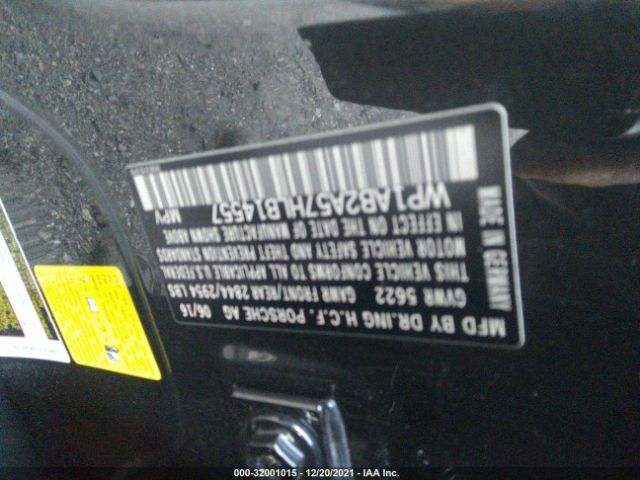 MFD BY DR.ING H.C.F. PORSCHE AG 06/16
GVWR 5622 GAWR FRONT/REAR 2844/2954 LBS
THIS VEHICLE CONFORMS TO ALL APPLICABLE U.S.FEDERAL
MOTOR VEHICLE SAFETY AND THEFT PREVENTION STANDARDS
IN EFFECT ON THE DATE OF MANUFACTURE SHOWN ABOVE.
WP1AB2A57HLB14557 MPV
MADE IN GERMANY
000-32001015 - 12/20/2021 - IAA Inc.